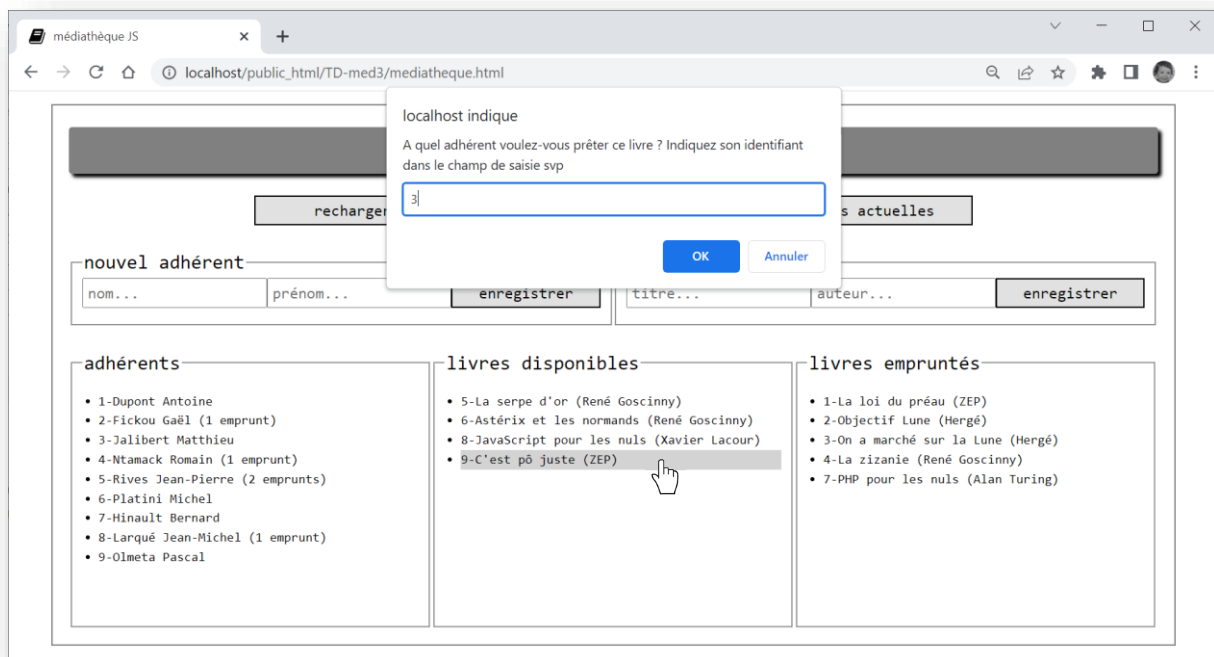 médiathèque JS
localhost/public_html/TD-med3/mediatheque.html
localhost indique
A quel adhérent voulez-vous prêter ce livre ? Indiquez son identifiant
dans le champ de saisie svp
3
OK Annuler
recharger
s actuelles
nouvel adhérent
nom... prénom... enregistrer titre... auteur... enregistrer
adhérents
• 1-Dupont Antoine
• 2-Fickou Gaël (1 emprunt)
• 3-Jalibert Matthieu
• 4-Ntamack Romain (1 emprunt)
• 5-Rives Jean-Pierre (2 emprunts)
• 6-Platini Michel
• 7-Hinault Bernard
• 8-Larqué Jean-Michel (1 emprunt)
• 9-Olmeta Pascal
livres disponibles
• 5-La serpe d'or (René Goscinny)
• 6-Astérix et les normands (René Goscinny)
• 8-JavaScript pour les nuls (Xavier Lacour)
• 9-C'est pô juste (ZEP)
livres empruntés
• 1-La loi du préau (ZEP)
• 2-Objectif Lune (Hergé)
• 3-On a marché sur la Lune (Hergé)
• 4-La zizanie (René Goscinny)
• 7-PHP pour les nuls (Alan Turing)